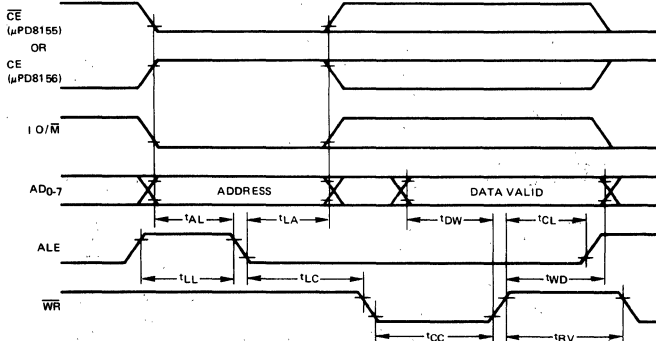 CE
(μPD8155)
OR
CE
(μPD8156)
IO/M
AD0-7
ADDRESS
DATA VALID
tAL
tLA
tDW
tCL
ALE
tLL
tLC
tWD
WR
tCC
tRV